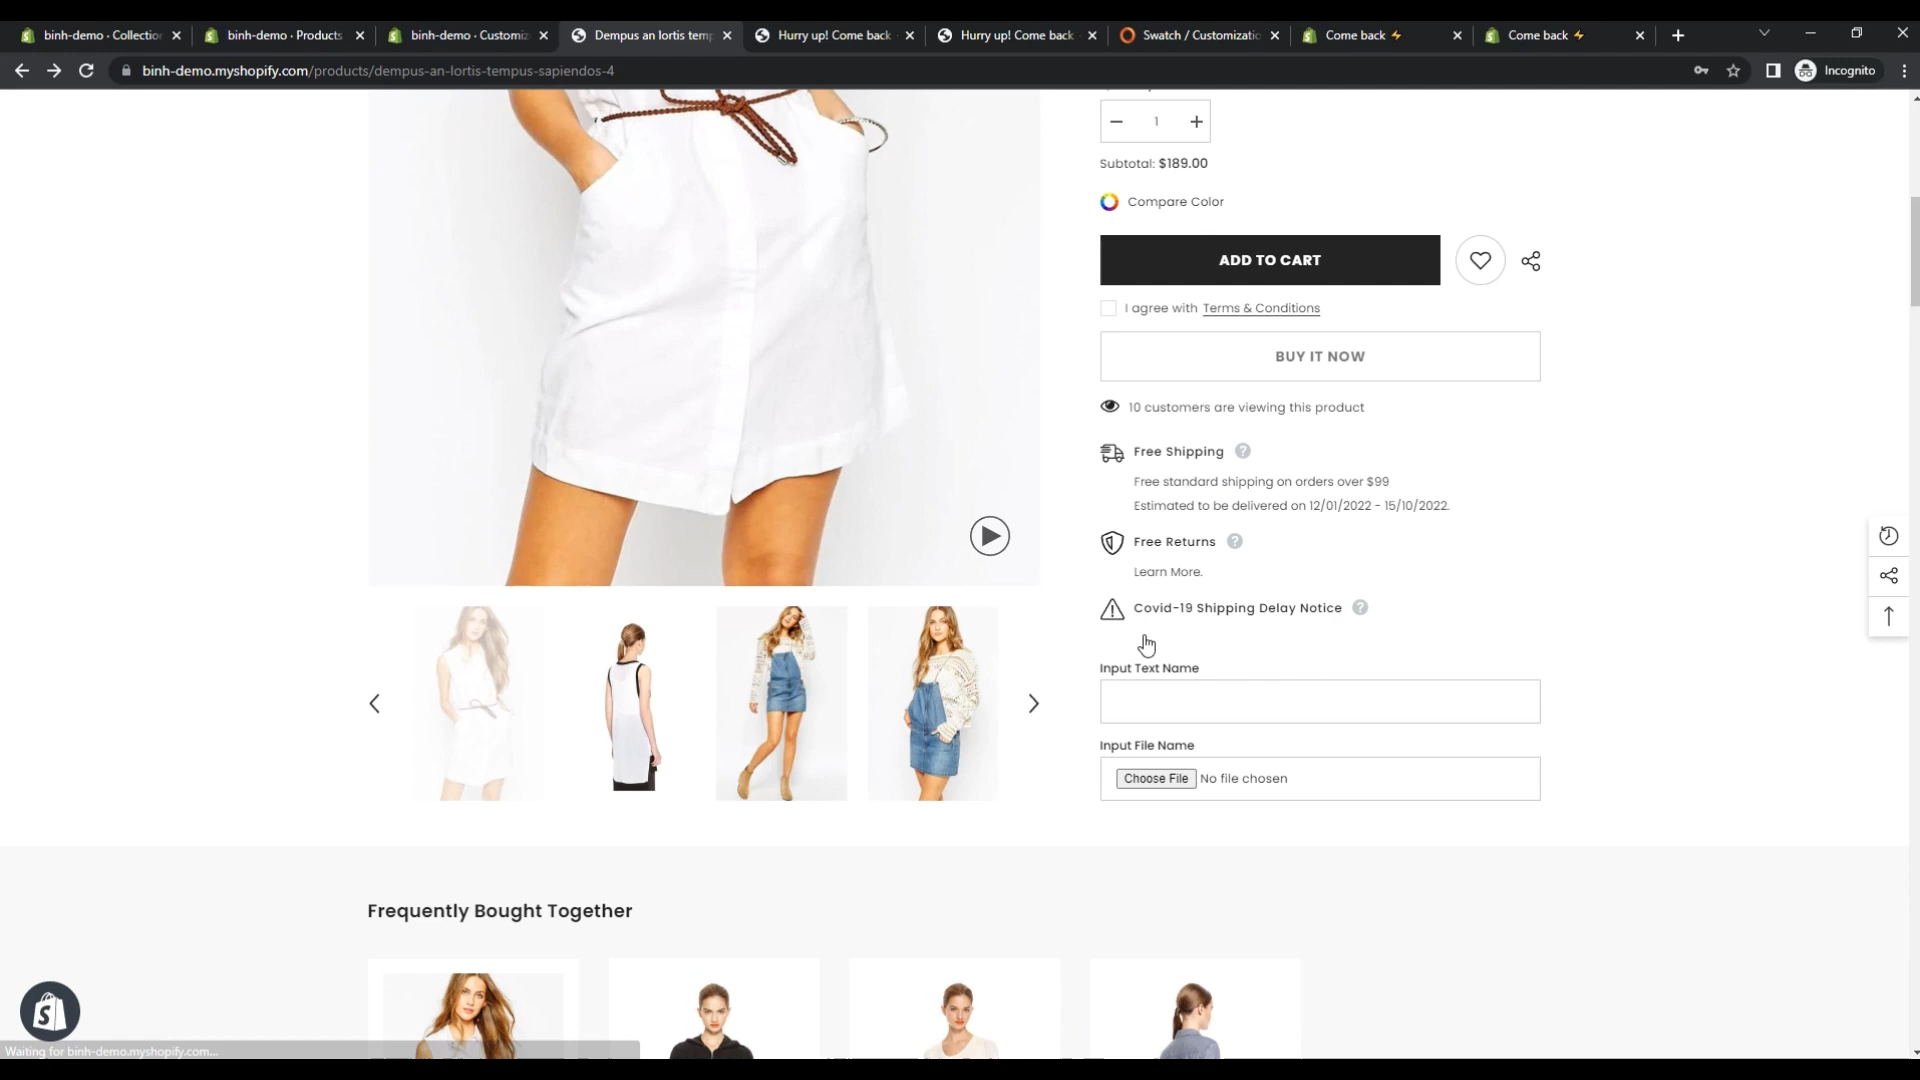 binh-demo · Collection
binh-demo · Products
binh-demo · Customiz
Dempus an lortis temp
Hurry up! Come back
Hurry up! Come back
Swatch / Customizatio
Come back ⚡
Come back ⚡
binh-demo.myshopify.com/products/dempus-an-lortis-tempus-sapiendos-4
Incognito
1
Subtotal: $189.00
Compare Color
ADD TO CART
I agree with Terms & Conditions
BUY IT NOW
10 customers are viewing this product
Free Shipping ?
Free standard shipping on orders over $99
Estimated to be delivered on 12/01/2022 - 15/10/2022.
Free Returns ?
Learn More.
Covid-19 Shipping Delay Notice ?
Input Text Name
Input File Name
Choose File No file chosen
Frequently Bought Together
Waiting for binh-demo.myshopify.com...